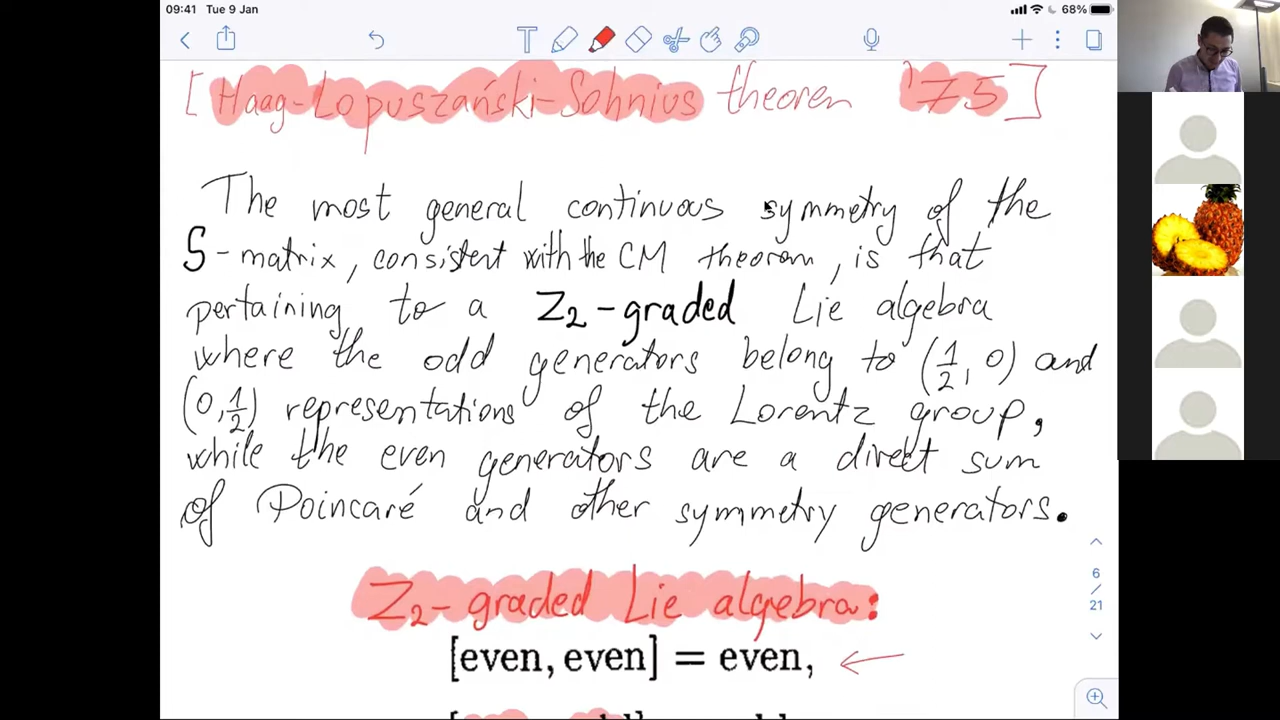 09:41 Tue 9 Jan 68%
[Haag-Łopuszański-Sohnius theorem '75]
The most general continuous symmetry of the
S-matrix, consistent with the CM theorem, is that
pertaining to a Z2-graded Lie algebra
where the odd generators belong to (1/2, 0) and
(0, 1/2) representations of the Lorentz group,
while the even generators are a direct sum
of Poincaré and other symmetry generators.
Z2-graded Lie algebra:
[even, even] = even,
6
21